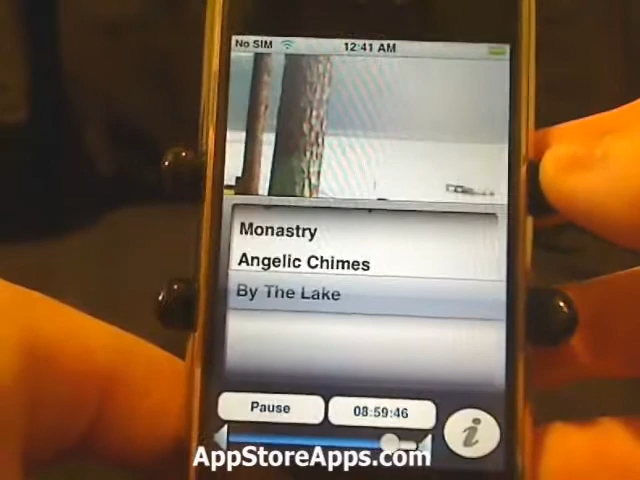 No SIM 12:41 AM
Monastry
Angelic Chimes
By The Lake
Pause 08:59:46
i
AppStoreApps.com